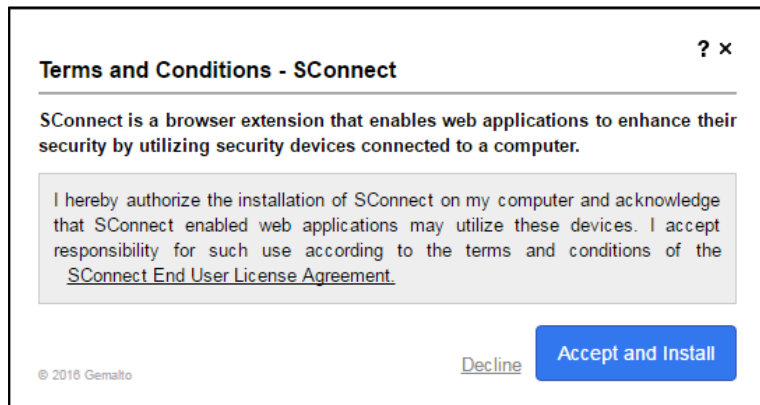 ? ×
Terms and Conditions - SConnect
SConnect is a browser extension that enables web applications to enhance their
security by utilizing security devices connected to a computer.
I hereby authorize the installation of SConnect on my computer and acknowledge
that SConnect enabled web applications may utilize these devices. I accept
responsibility for such use according to the terms and conditions of the
SConnect End User License Agreement.
Decline
Accept and Install
© 2016 Gemalto